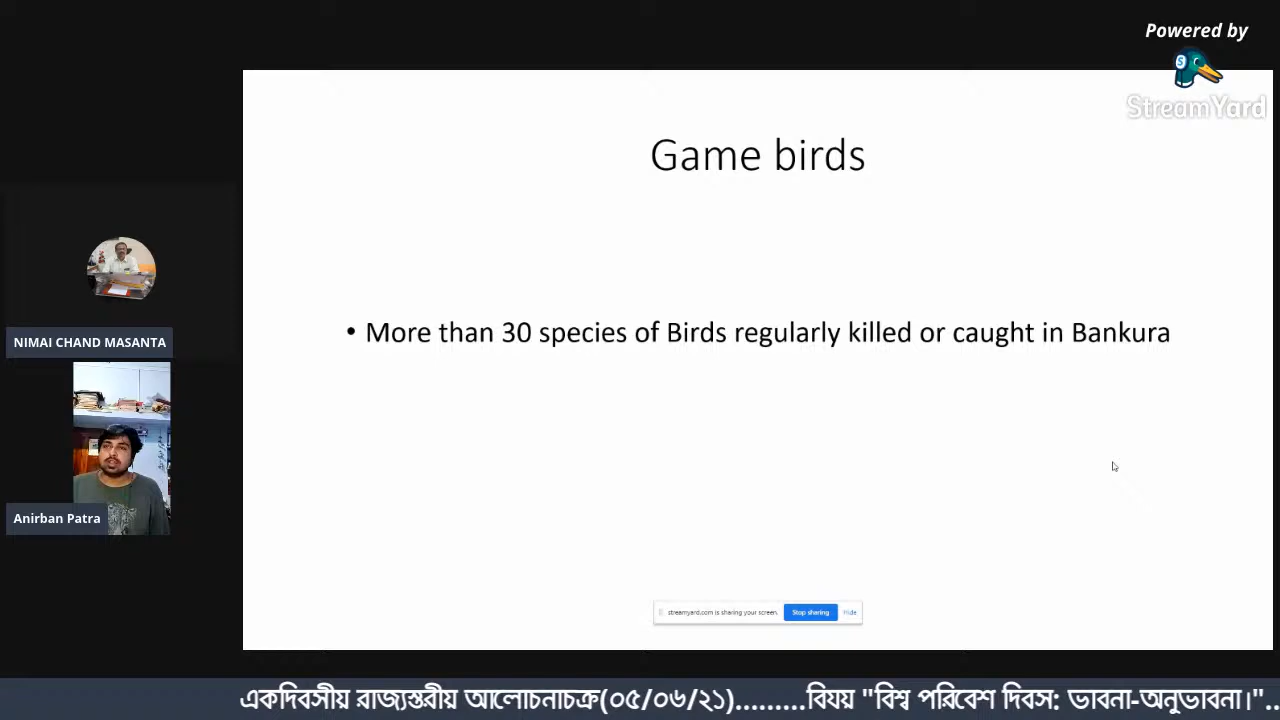 Powered by
StreamYard
Game birds
• More than 30 species of Birds regularly killed or caught in Bankura
NIMAI CHAND MASANTA
Anirban Patra
streamyard.com is sharing your screen. Stop sharing Hide
একদিবসীয় রাজ্যস্তরীয় আলোচনাচক্র(০৫/০৬/২১).........বিষয় "বিশ্ব পরিবেশ দিবস: ভাবনা-অনুভাবনা।"..